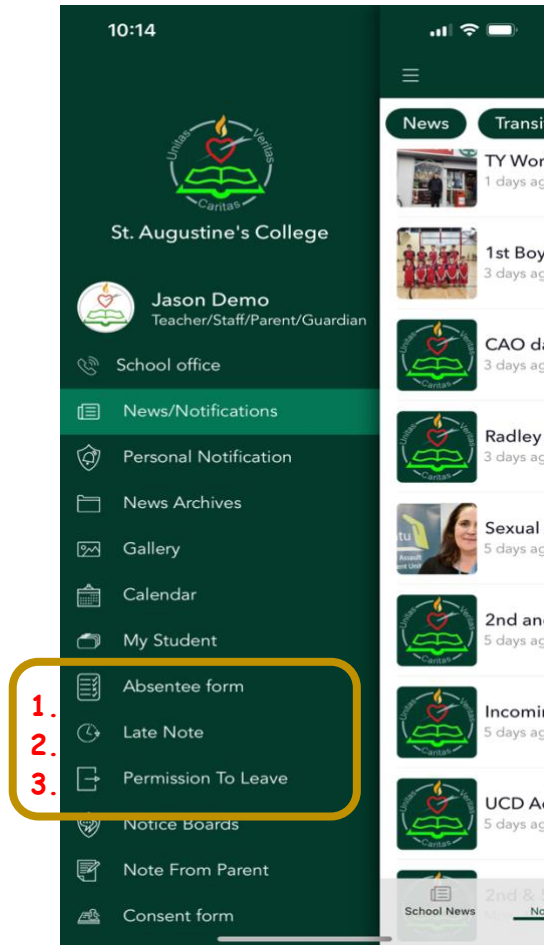 10:14
Unitas
Veritas
Caritas
St. Augustine's College
Jason Demo
Teacher/Staff/Parent/Guardian
School office
News/Notifications
Personal Notification
News Archives
Gallery
Calendar
My Student
1. Absentee form
2. Late Note
3. Permission To Leave
Notice Boards
Note From Parent
Consent form
News
Transi
TY Wor
1 days ag
1st Boy
3 days ag
CAO da
3 days ag
Radley
3 days ag
Sexual
5 days ag
2nd an
5 days ag
Incomi
5 days ag
UCD A
5 days ag
2nd &
School News
No